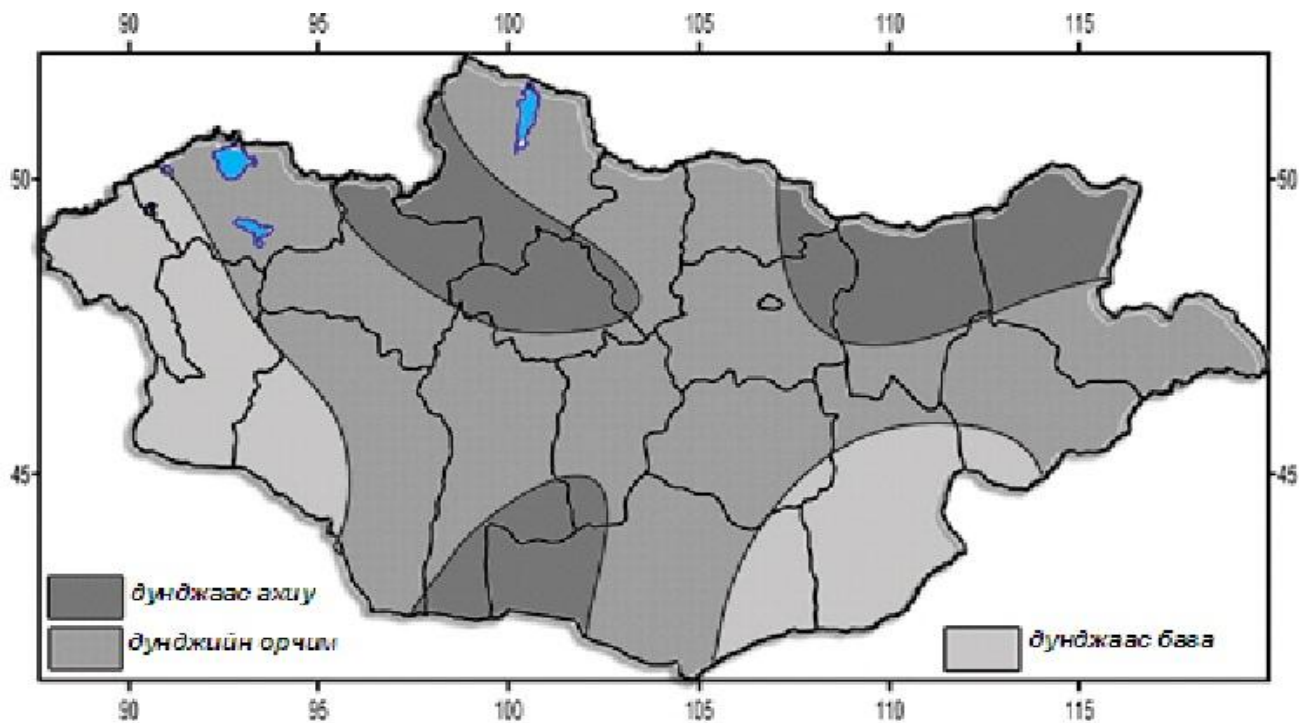 90 95 100 105 110 115
50 50
45 45
дунджаас ахиу
дунджийн орчим
дунджаас бага
90 95 100 105 110 115